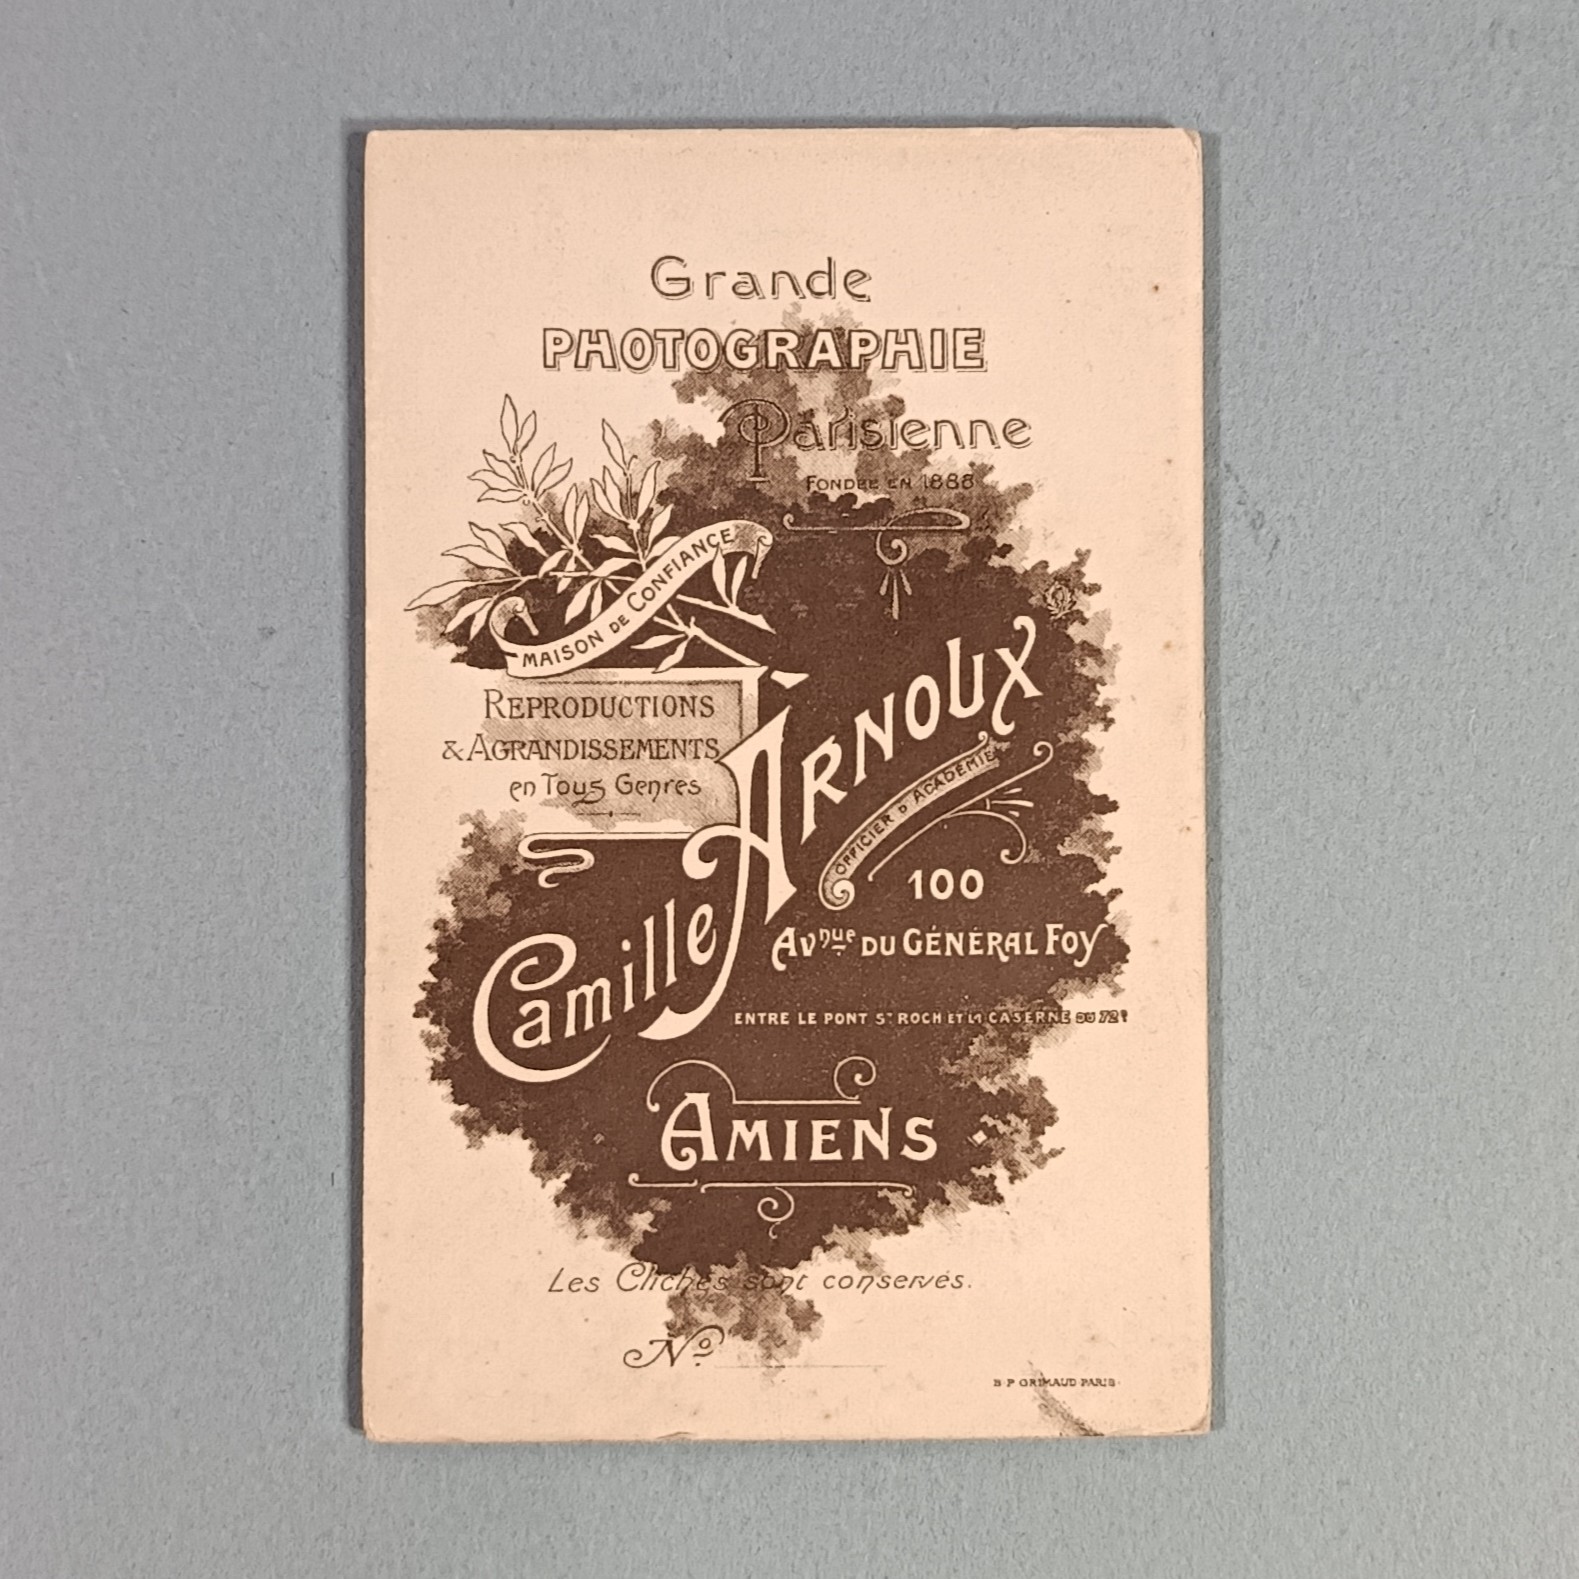 Grande
PHOTOGRAPHIE
Parisienne
FONDÉE EN 1888
MAISON DE CONFIANCE
REPRODUCTIONS
& AGRANDISSEMENTS
en Tous Genres
Camille ARNOUX
OFFICIER D'ACADÉMIE
100
AVnue DU GÉNÉRAL FOY
ENTRE LE PONT ST ROCH ET LA CASERNE DU 72e
AMIENS
Les Clichés sont conservés.
No
B. P. GRIMAUD. PARIS.